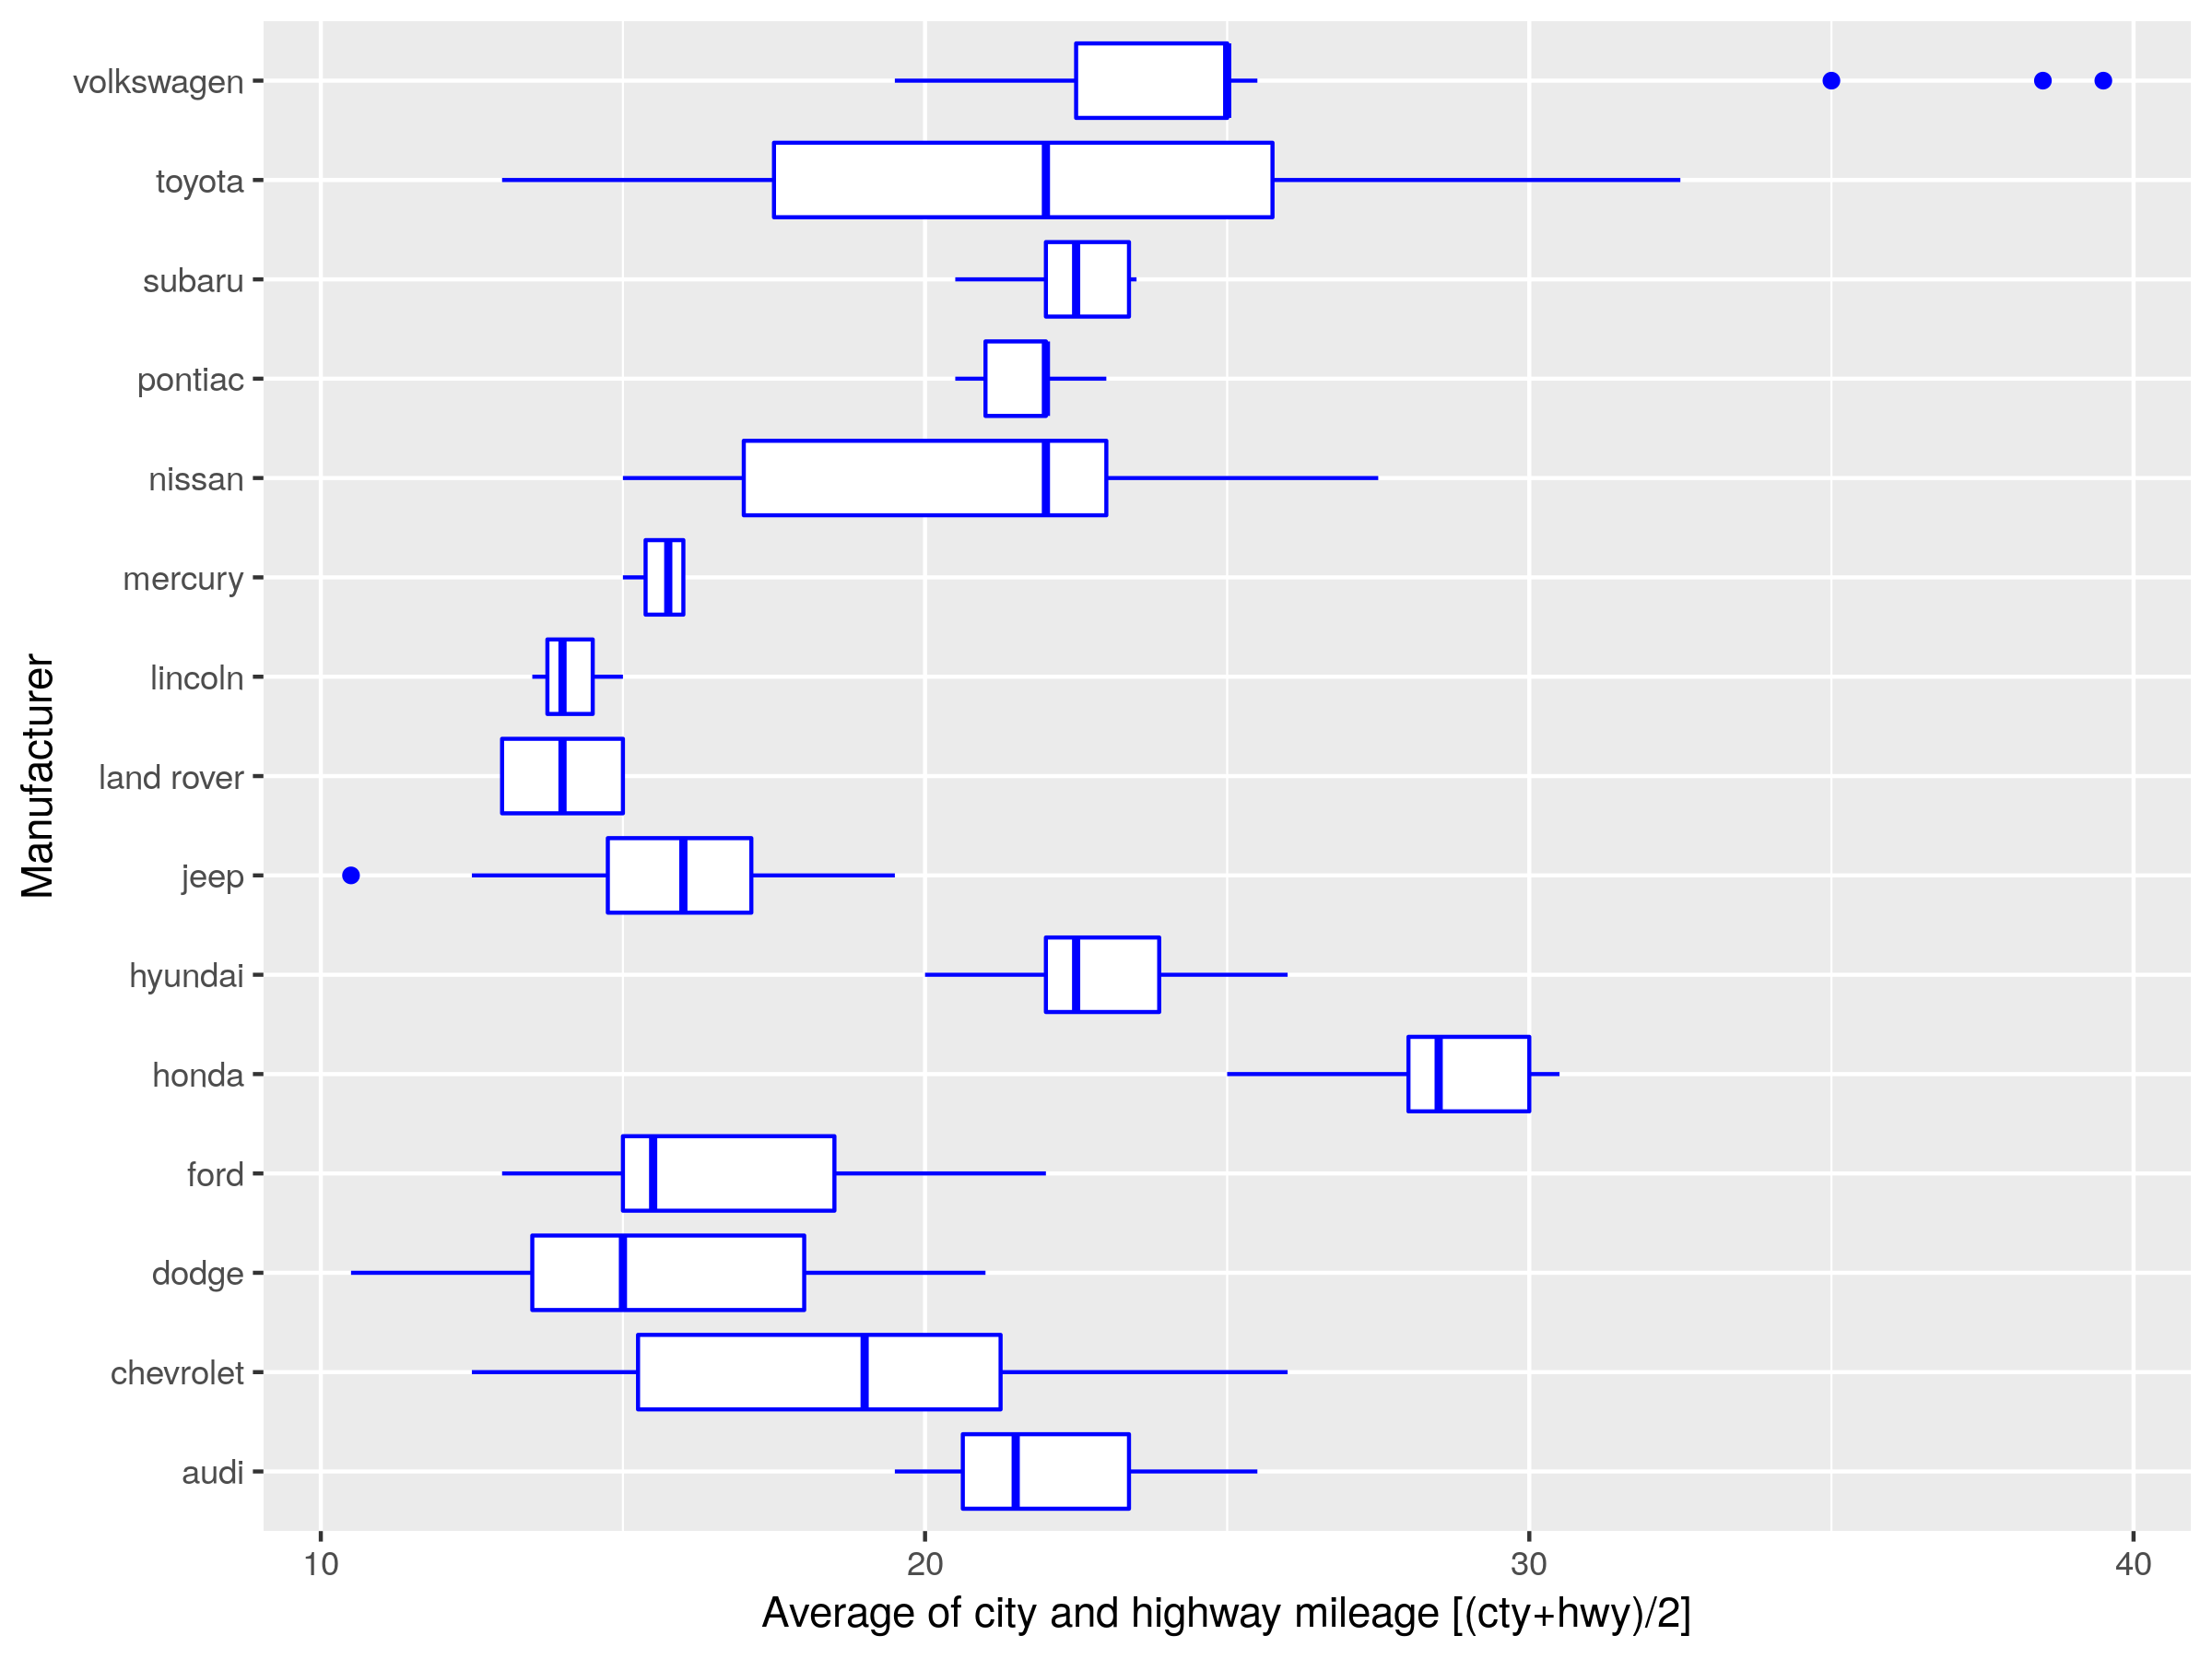 volkswagen
toyota
subaru
pontiac
nissan
mercury
lincoln
land rover
jeep
hyundai
honda
ford
dodge
chevrolet
audi
Manufacturer
10 20 30 40
Average of city and highway mileage [(cty+hwy)/2]